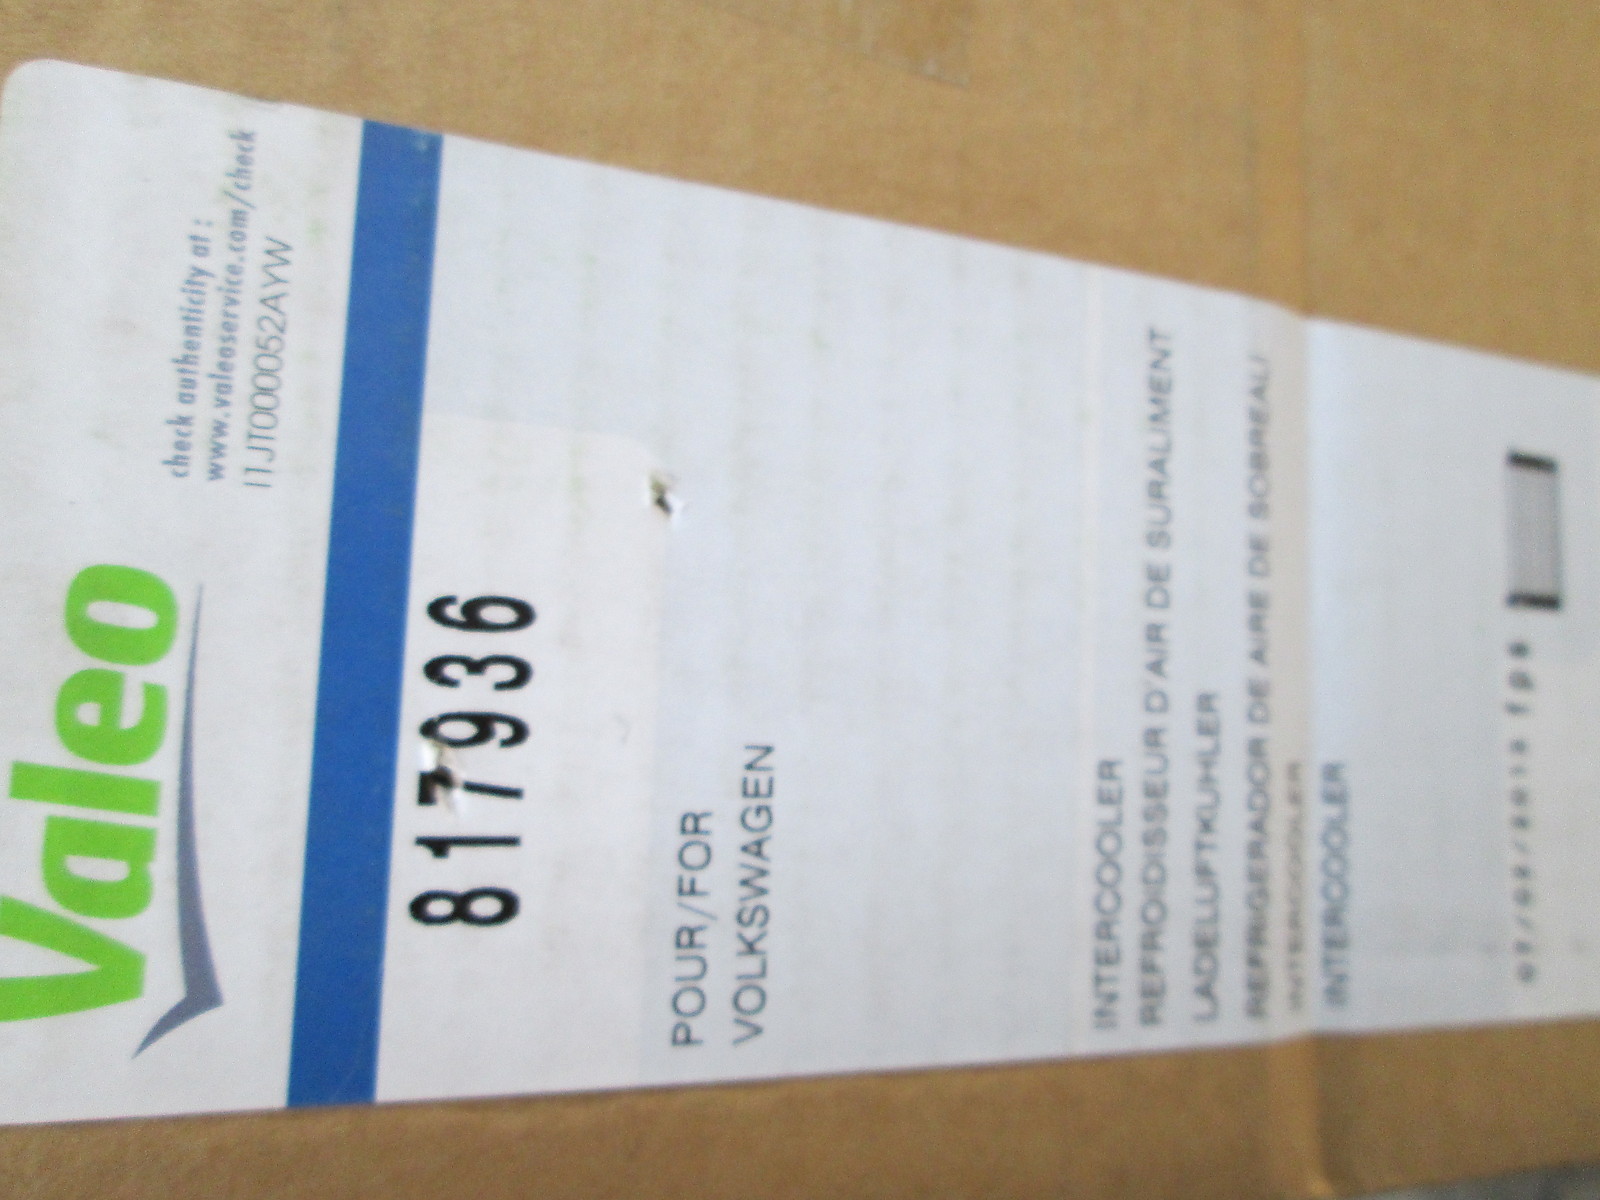 Valeo
check authenticity at :
www.valeoservice.com/check
I1JT000052AYW
817936
POUR/FOR
VOLKSWAGEN
INTERCOOLER
REFROIDISSEUR D'AIR DE SURALIMENT
LADELUFTKUHLER
REFRIGERADOR DE AIRE DE SOBREALI
INTERCOOLER
INTERCOOLER